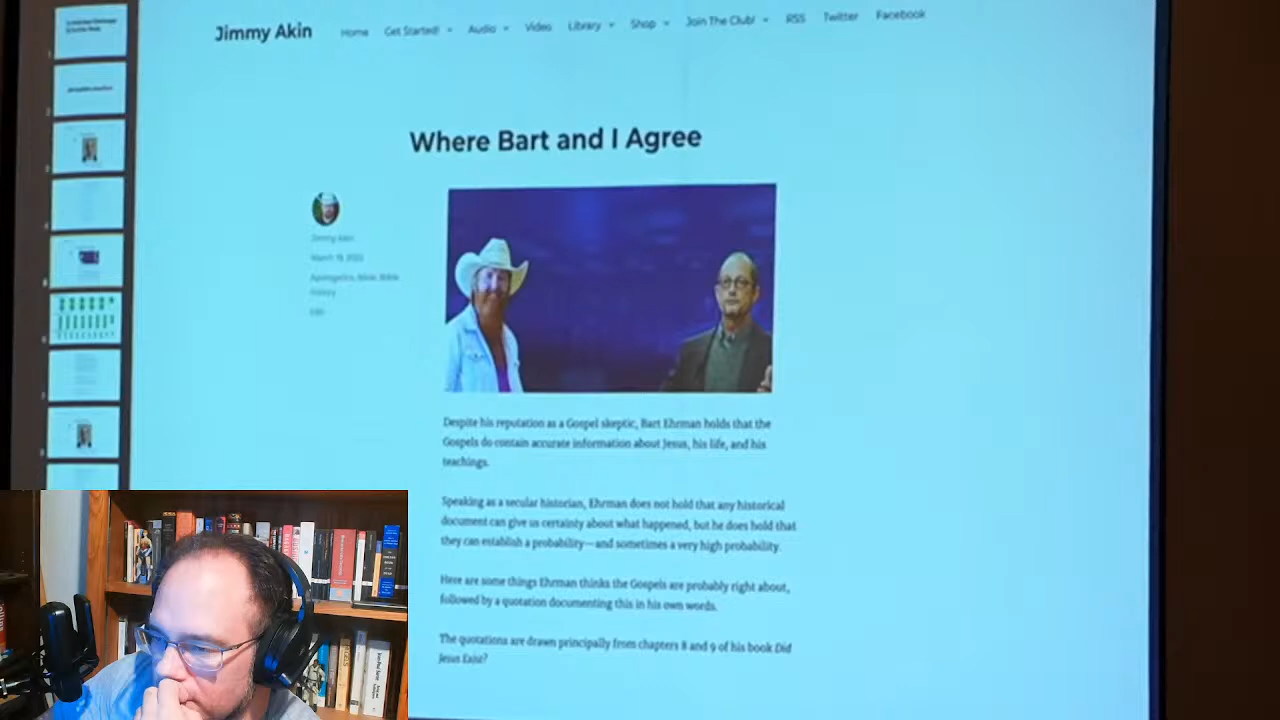 Jimmy Akin Home Get Started! Audio Video Library Shop Join The Club! RSS Twitter Facebook
Where Bart and I Agree
Jimmy Akin
Despite his reputation as a Gospel skeptic, Bart Ehrman holds that the
Gospels do contain accurate information about Jesus, his life, and his
teachings.
Speaking as a secular historian, Ehrman does not hold that any historical
document can give us certainty about what happened, but he does hold that
they can establish a probability—and sometimes a very high probability.
Here are some things Ehrman thinks the Gospels are probably right about,
followed by a quotation documenting this in his own words.
The quotations are drawn principally from chapters 8 and 9 of his book Did
Jesus Exist?